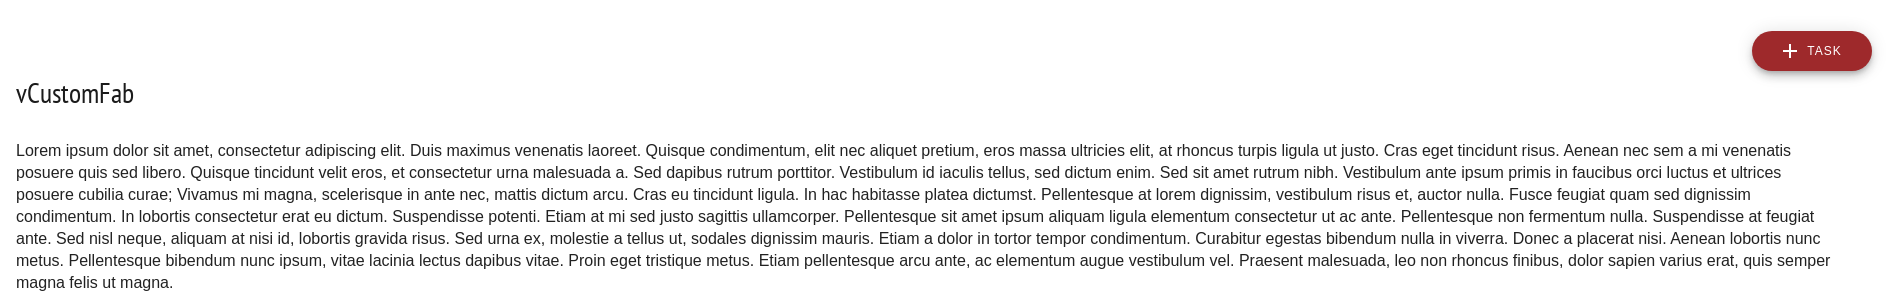 TASK
vCustomFab
Lorem ipsum dolor sit amet, consectetur adipiscing elit. Duis maximus venenatis laoreet. Quisque condimentum, elit nec aliquet pretium, eros massa ultricies elit, at rhoncus turpis ligula ut justo. Cras eget tincidunt risus. Aenean nec sem a mi venenatis
posuere quis sed libero. Quisque tincidunt velit eros, et consectetur urna malesuada a. Sed dapibus rutrum porttitor. Vestibulum id iaculis tellus, sed dictum enim. Sed sit amet rutrum nibh. Vestibulum ante ipsum primis in faucibus orci luctus et ultrices
posuere cubilia curae; Vivamus mi magna, scelerisque in ante nec, mattis dictum arcu. Cras eu tincidunt ligula. In hac habitasse platea dictumst. Pellentesque at lorem dignissim, vestibulum risus et, auctor nulla. Fusce feugiat quam sed dignissim
condimentum. In lobortis consectetur erat eu dictum. Suspendisse potenti. Etiam at mi sed justo sagittis ullamcorper. Pellentesque sit amet ipsum aliquam ligula elementum consectetur ut ac ante. Pellentesque non fermentum nulla. Suspendisse at feugiat
ante. Sed nisl neque, aliquam at nisi id, lobortis gravida risus. Sed urna ex, molestie a tellus ut, sodales dignissim mauris. Etiam a dolor in tortor tempor condimentum. Curabitur egestas bibendum nulla in viverra. Donec a placerat nisi. Aenean lobortis nunc
metus. Pellentesque bibendum nunc ipsum, vitae lacinia lectus dapibus vitae. Proin eget tristique metus. Etiam pellentesque arcu ante, ac elementum augue vestibulum vel. Praesent malesuada, leo non rhoncus finibus, dolor sapien varius erat, quis semper
magna felis ut magna.